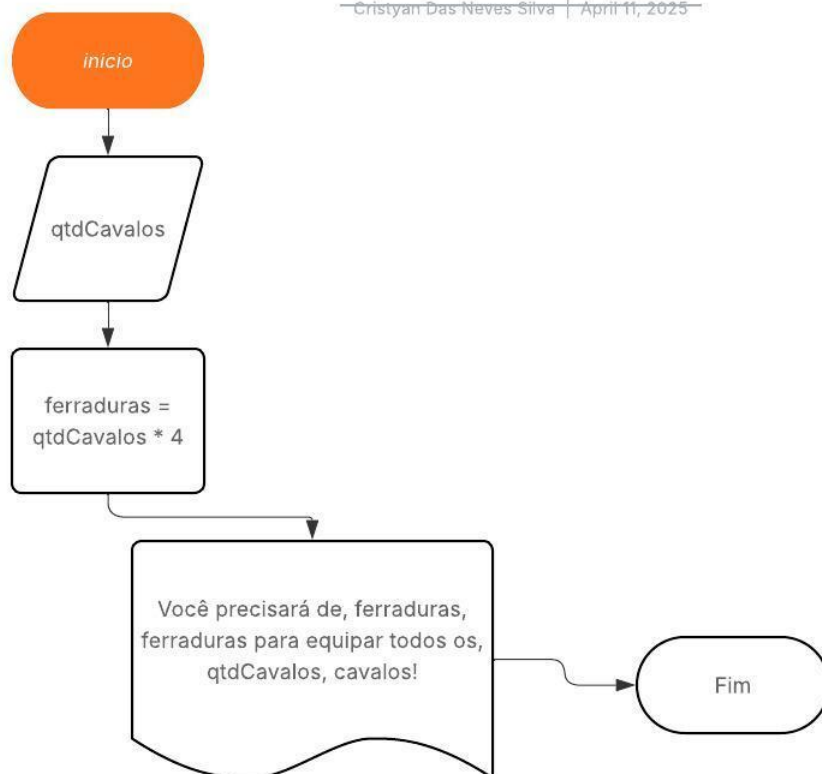 Cristyan Das Neves Silva | April 11, 2025
inicio
qtdCavalos
ferraduras =
qtdCavalos * 4
Você precisará de, ferraduras,
ferraduras para equipar todos os,
qtdCavalos, cavalos!
Fim